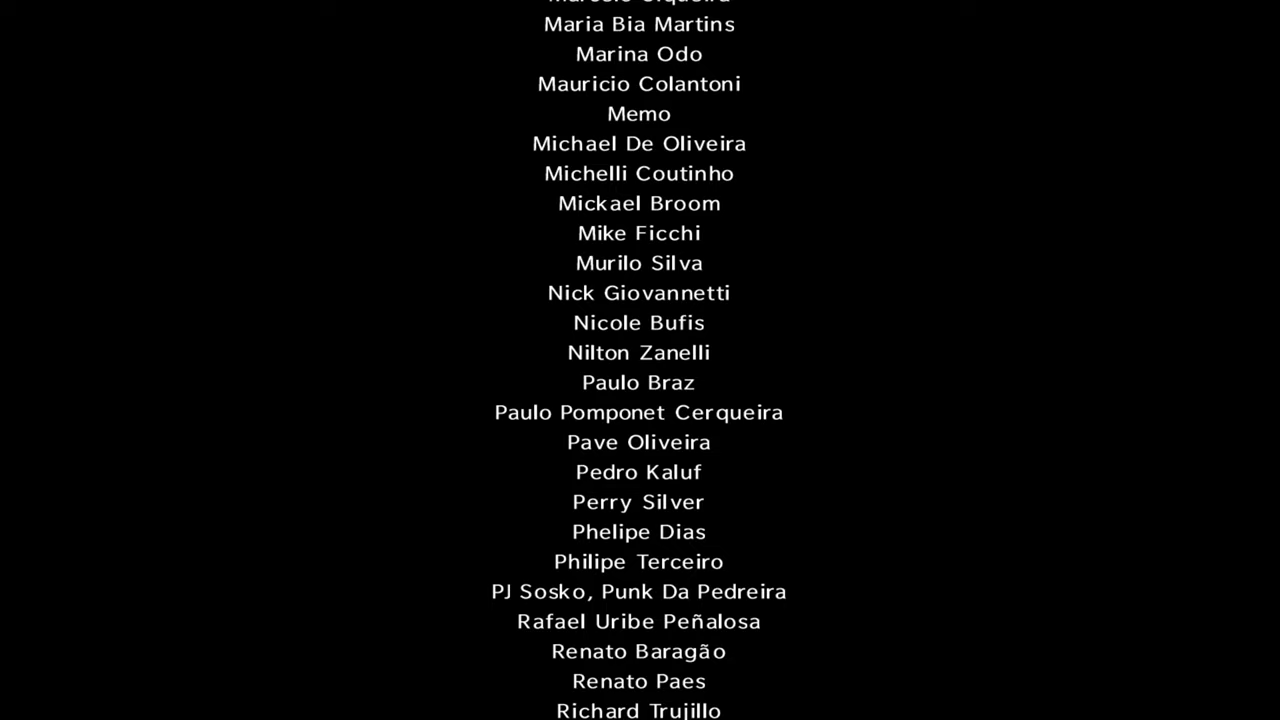 Maria Bia Martins
Marina Odo
Mauricio Colantoni
Memo
Michael De Oliveira
Michelli Coutinho
Mickael Broom
Mike Ficchi
Murilo Silva
Nick Giovannetti
Nicole Bufis
Nilton Zanelli
Paulo Braz
Paulo Pomponet Cerqueira
Pave Oliveira
Pedro Kaluf
Perry Silver
Phelipe Dias
Philipe Terceiro
PJ Sosko, Punk Da Pedreira
Rafael Uribe Peñalosa
Renato Baragão
Renato Paes
Richard Trujillo